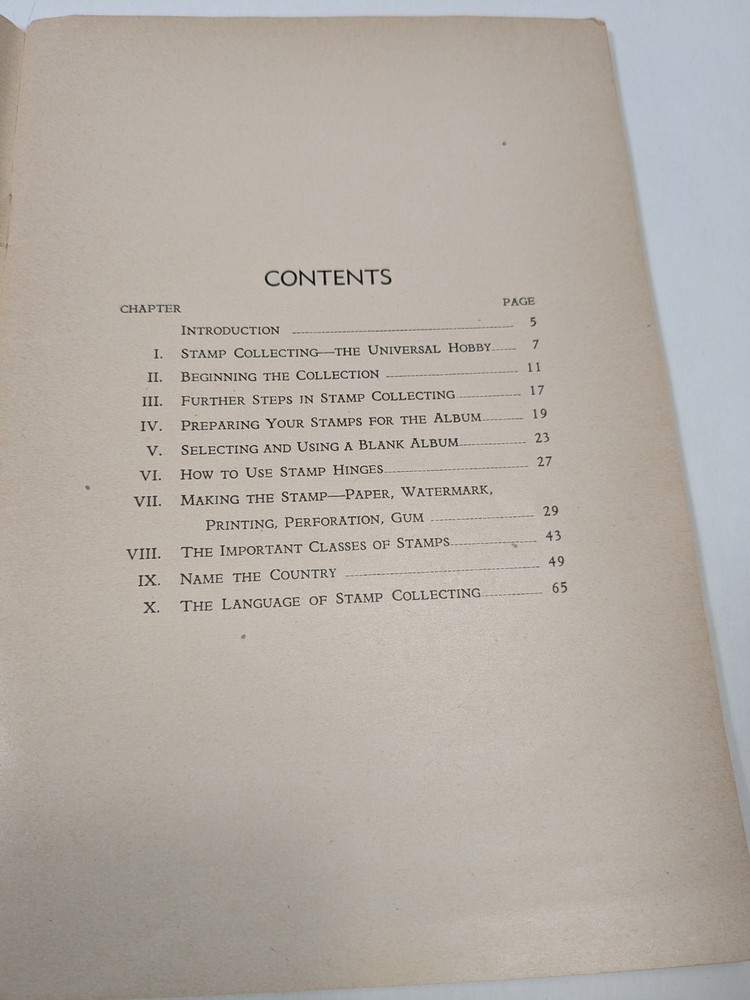 CONTENTS
CHAPTER PAGE
INTRODUCTION 5
I. STAMP COLLECTING—THE UNIVERSAL HOBBY 7
II. BEGINNING THE COLLECTION 11
III. FURTHER STEPS IN STAMP COLLECTING 17
IV. PREPARING YOUR STAMPS FOR THE ALBUM 19
V. SELECTING AND USING A BLANK ALBUM 23
VI. HOW TO USE STAMP HINGES 27
VII. MAKING THE STAMP—PAPER, WATERMARK,
PRINTING, PERFORATION, GUM 29
VIII. THE IMPORTANT CLASSES OF STAMPS 43
IX. NAME THE COUNTRY 49
X. THE LANGUAGE OF STAMP COLLECTING 65